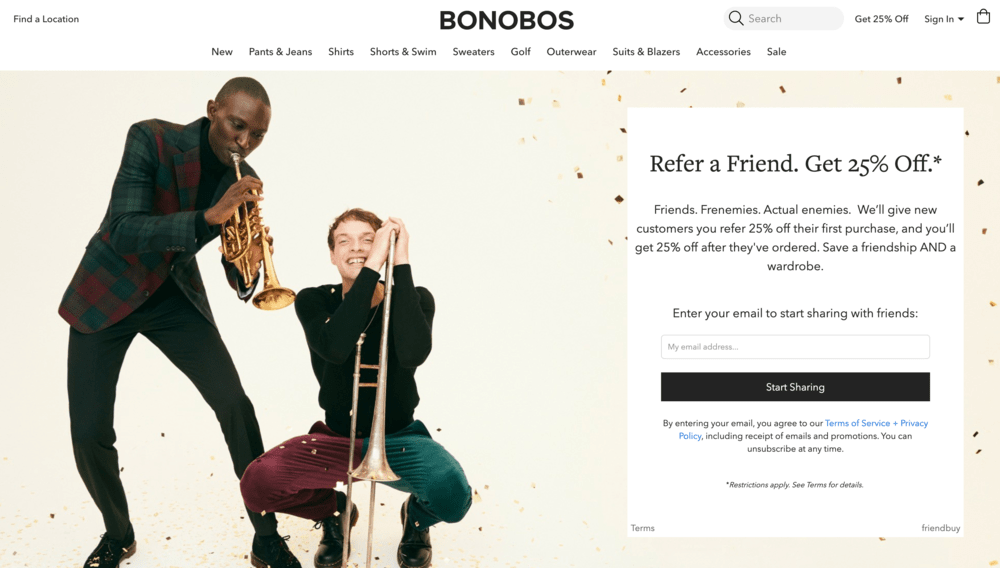 Find a Location
BONOBOS
Search
Get 25% Off
Sign In
New Pants & Jeans Shirts Shorts & Swim Sweaters Golf Outerwear Suits & Blazers Accessories Sale
Refer a Friend. Get 25% Off.*
Friends. Frenemies. Actual enemies.  We’ll give new
customers you refer 25% off their first purchase, and you’ll
get 25% off after they've ordered. Save a friendship AND a
wardrobe.
Enter your email to start sharing with friends:
My email address...
Start Sharing
By entering your email, you agree to our Terms of Service + Privacy
Policy, including receipt of emails and promotions. You can
unsubscribe at any time.
*Restrictions apply. See Terms for details.
Terms
friendbuy